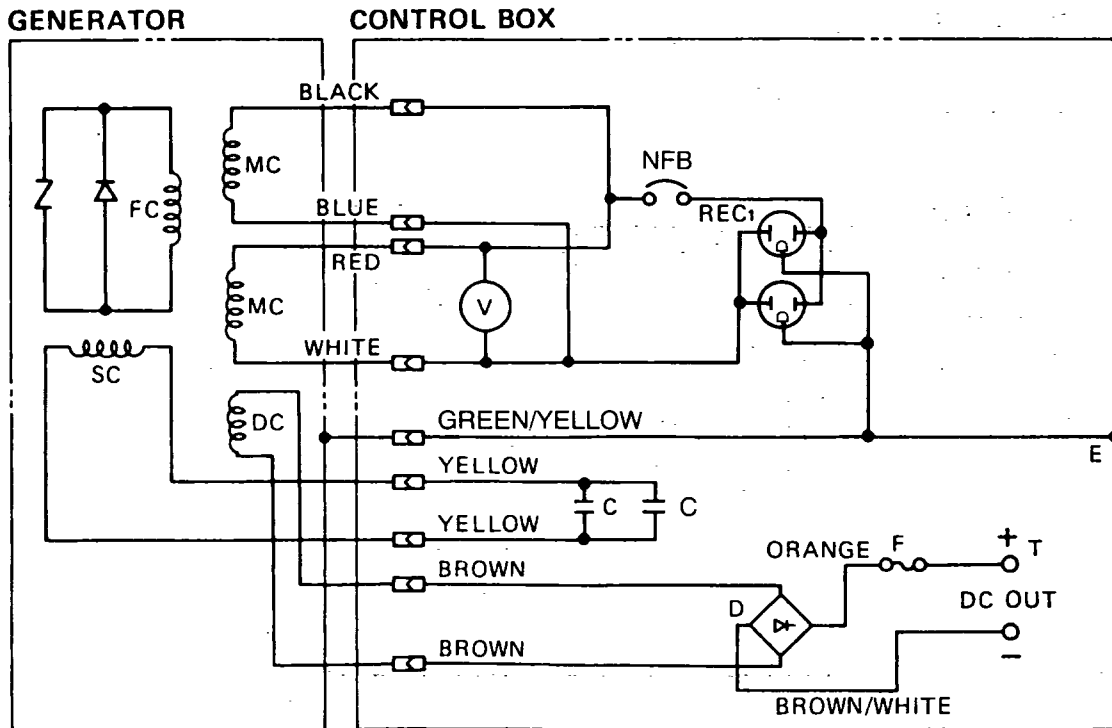 GENERATOR
CONTROL BOX
BLACK
MC
NFB
FC
BLUE
REC1
RED
MC
V
WHITE
SC
DC
GREEN/YELLOW
E
YELLOW
C
C
YELLOW
ORANGE
F
+
T
BROWN
D
DC OUT
BROWN
−
BROWN/WHITE